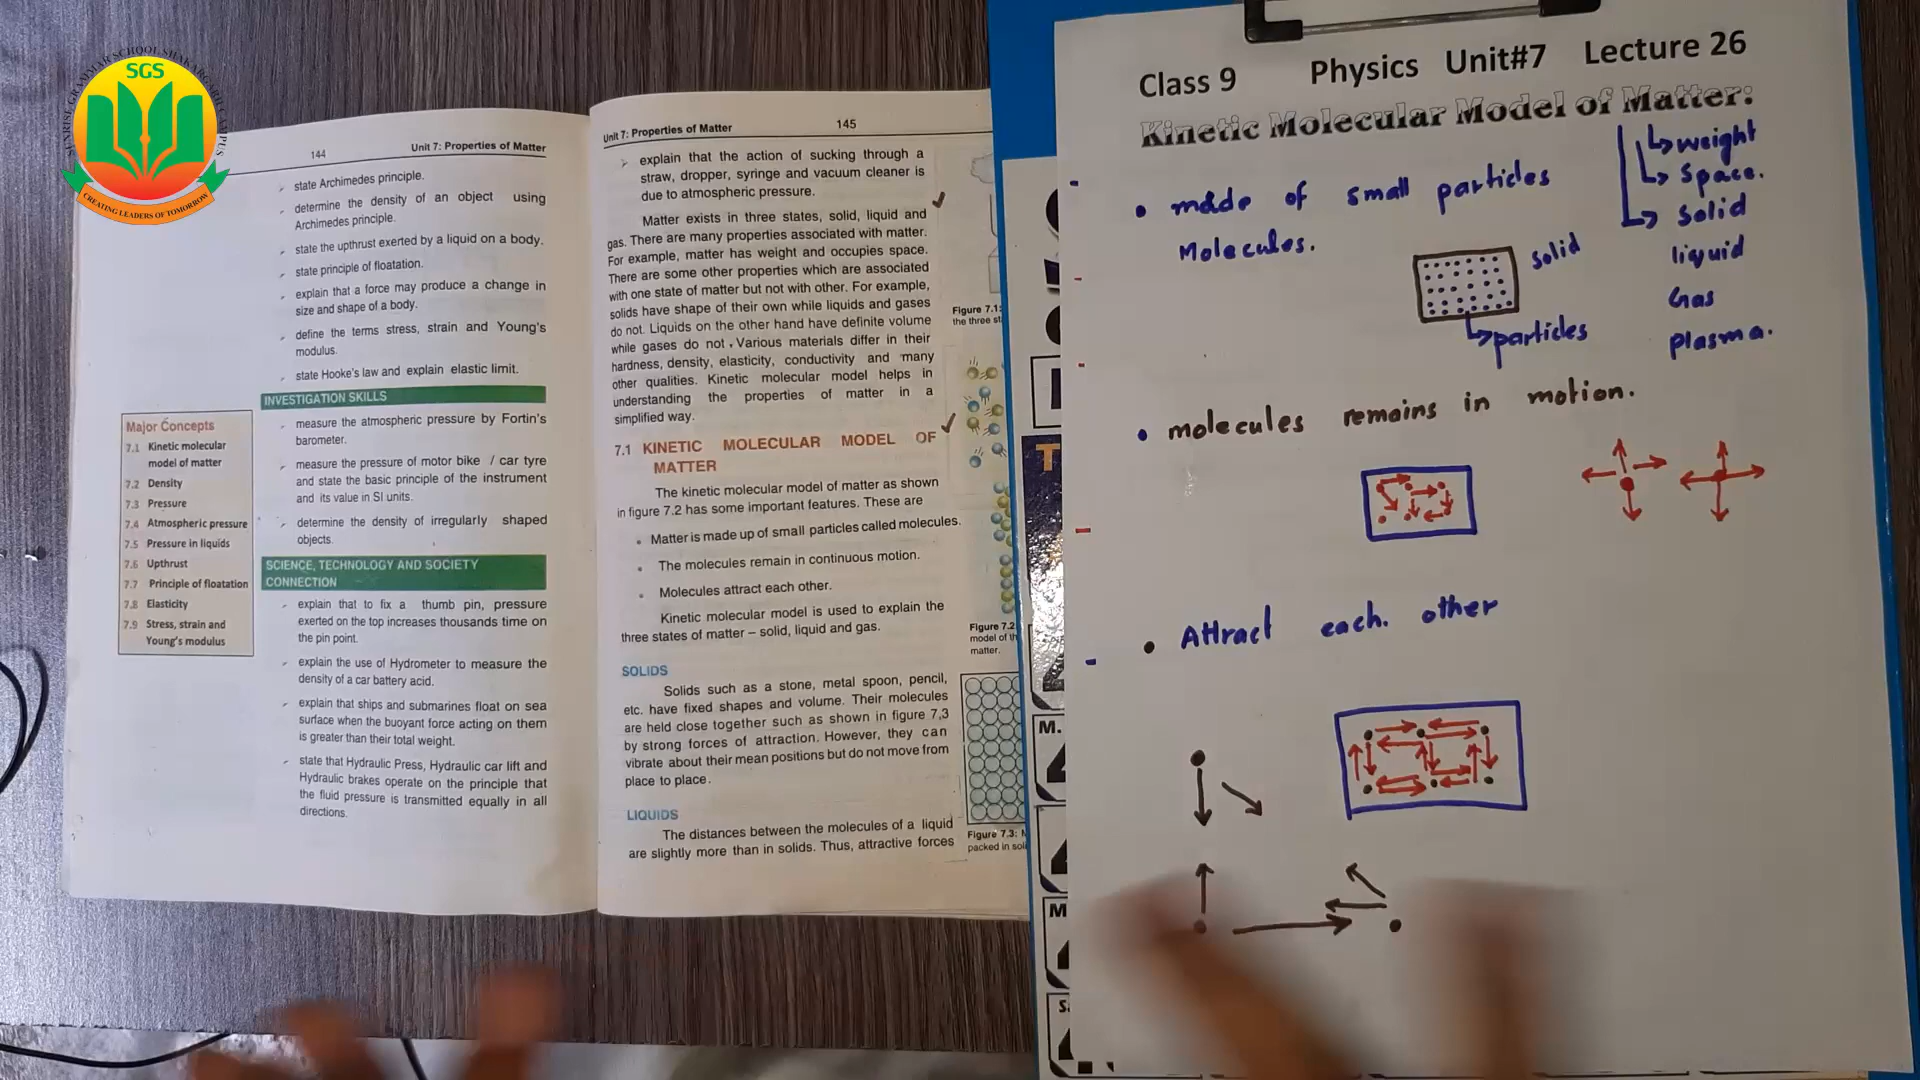 SUNRISE GRAMMAR SCHOOL SHAKARGARH CAMPUS
SGS
CREATING LEADERS OF TOMORROW
144
Unit 7: Properties of Matter
state Archimedes principle.
determine the density of an object using
Archimedes principle.
state the upthrust exerted by a liquid on a body.
state principle of floatation.
explain that a force may produce a change in
size and shape of a body.
define the terms stress, strain and Young's
modulus.
state Hooke's law and explain elastic limit.
INVESTIGATION SKILLS
measure the atmospheric pressure by Fortin's
barometer.
measure the pressure of motor bike / car tyre
and state the basic principle of the instrument
and its value in SI units.
determine the density of irregularly shaped
objects.
SCIENCE, TECHNOLOGY AND SOCIETY
CONNECTION
explain that to fix a thumb pin, pressure
exerted on the top increases thousands time on
the pin point.
explain the use of Hydrometer to measure the
density of a car battery acid.
explain that ships and submarines float on sea
surface when the buoyant force acting on them
is greater than their total weight.
state that Hydraulic Press, Hydraulic car lift and
Hydraulic brakes operate on the principle that
the fluid pressure is transmitted equally in all
directions.
Major Concepts
7.1 Kinetic molecular
model of matter
7.2 Density
7.3 Pressure
7.4 Atmospheric pressure
7.5 Pressure in liquids
7.6 Upthrust
7.7 Principle of floatation
7.8 Elasticity
7.9 Stress, strain and
Young's modulus
Unit 7: Properties of Matter
145
explain that the action of sucking through a
straw, dropper, syringe and vacuum cleaner is
due to atmospheric pressure.
Matter exists in three states, solid, liquid and
gas. There are many properties associated with matter.
For example, matter has weight and occupies space.
There are some other properties which are associated
with one state of matter but not with other. For example,
solids have shape of their own while liquids and gases
do not. Liquids on the other hand have definite volume
while gases do not. Various materials differ in their
hardness, density, elasticity, conductivity and many
other qualities. Kinetic molecular model helps in
understanding the properties of matter in a
simplified way.
7.1 KINETIC MOLECULAR MODEL OF
MATTER
The kinetic molecular model of matter as shown
in figure 7.2 has some important features. These are
• Matter is made up of small particles called molecules.
• The molecules remain in continuous motion.
• Molecules attract each other.
Kinetic molecular model is used to explain the
three states of matter – solid, liquid and gas.
SOLIDS
Solids such as a stone, metal spoon, pencil,
etc. have fixed shapes and volume. Their molecules
are held close together such as shown in figure 7.3
by strong forces of attraction. However, they can
vibrate about their mean positions but do not move from
place to place.
LIQUIDS
The distances between the molecules of a liquid
are slightly more than in solids. Thus, attractive forces
Figure 7.1:
the three st
Figure 7.2
model of th
matter.
Figure 7.3: M
packed in soli
T
M.
M
S
Class 9 Physics Unit#7 Lecture 26
Kinetic Molecular Model of Matter:
• made of small particles
Molecules.
weight
Space.
Solid
liquid
Gas
plasma.
solid
particles
• molecules remains in motion.
• Attract each. other